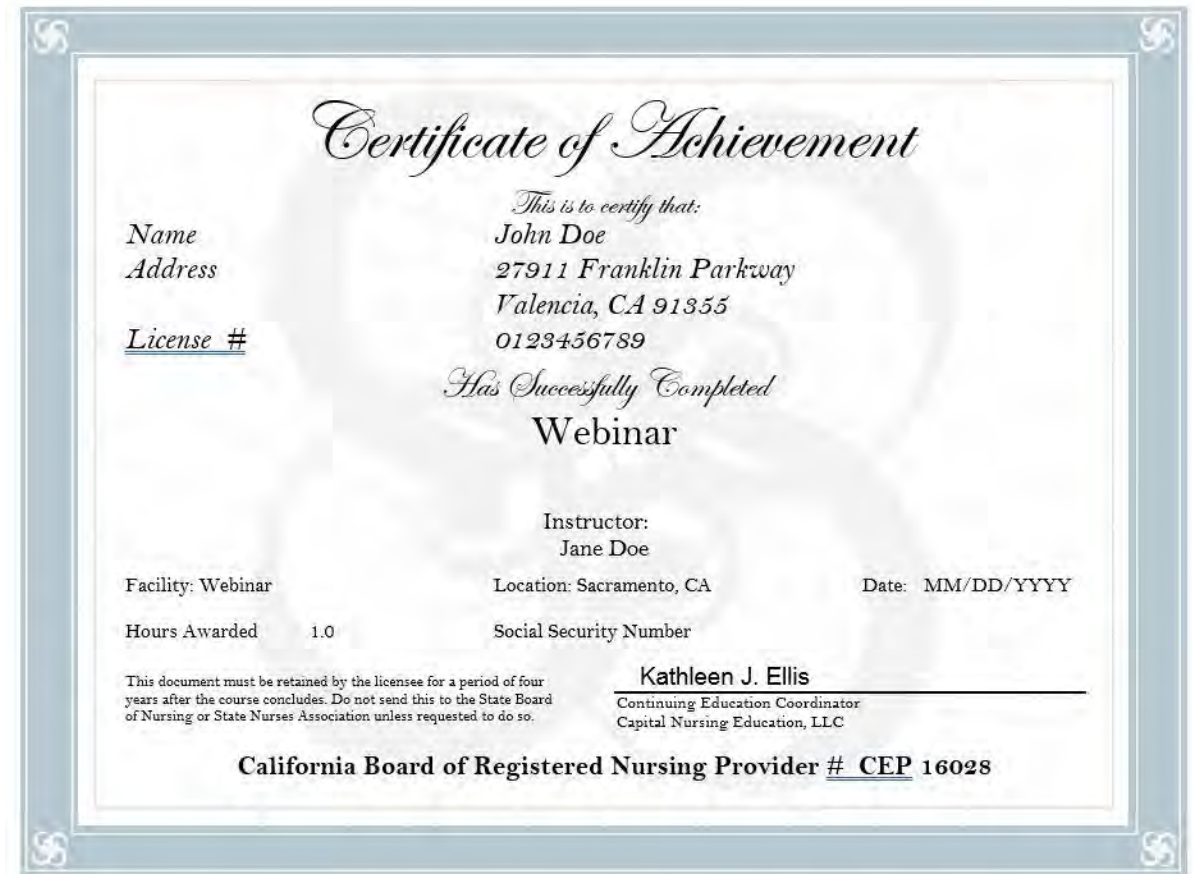 Certificate of Achievement
This is to certify that:
Name John Doe
Address 27911 Franklin Parkway
Valencia, CA 91355
License # 0123456789
Has Successfully Completed
Webinar
Instructor:
Jane Doe
Facility: Webinar Location: Sacramento, CA Date: MM/DD/YYYY
Hours Awarded 1.0 Social Security Number
This document must be retained by the licensee for a period of four
years after the course concludes. Do not send this to the State Board
of Nursing or State Nurses Association unless requested to do so.
Kathleen J. Ellis
Continuing Education Coordinator
Capital Nursing Education, LLC
California Board of Registered Nursing Provider # CEP 16028